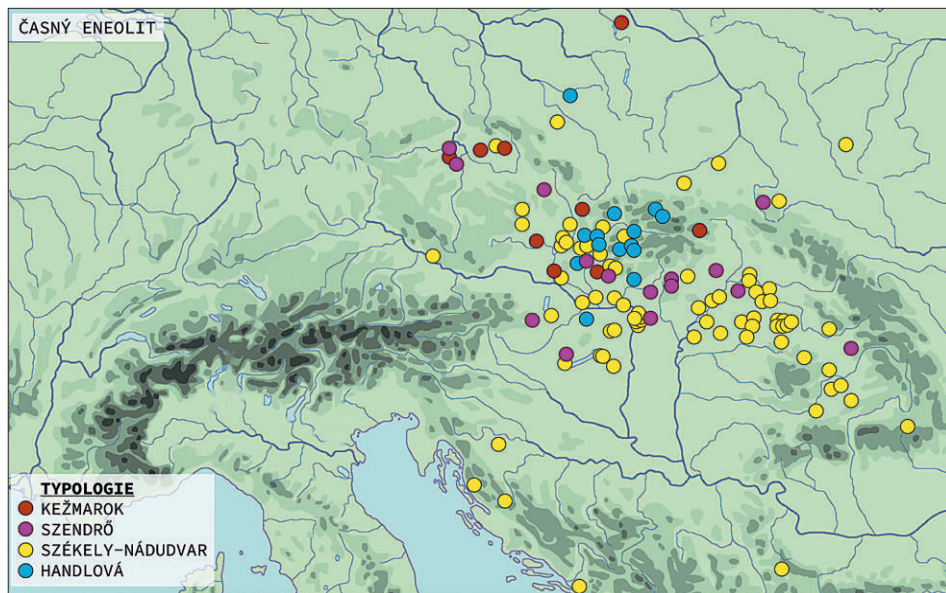 ČASNÝ ENEOLIT
TYPOLOGIE
KEŽMAROK
SZENDRŐ
SZÉKELY-NÁDUDVAR
HANDLOVÁ